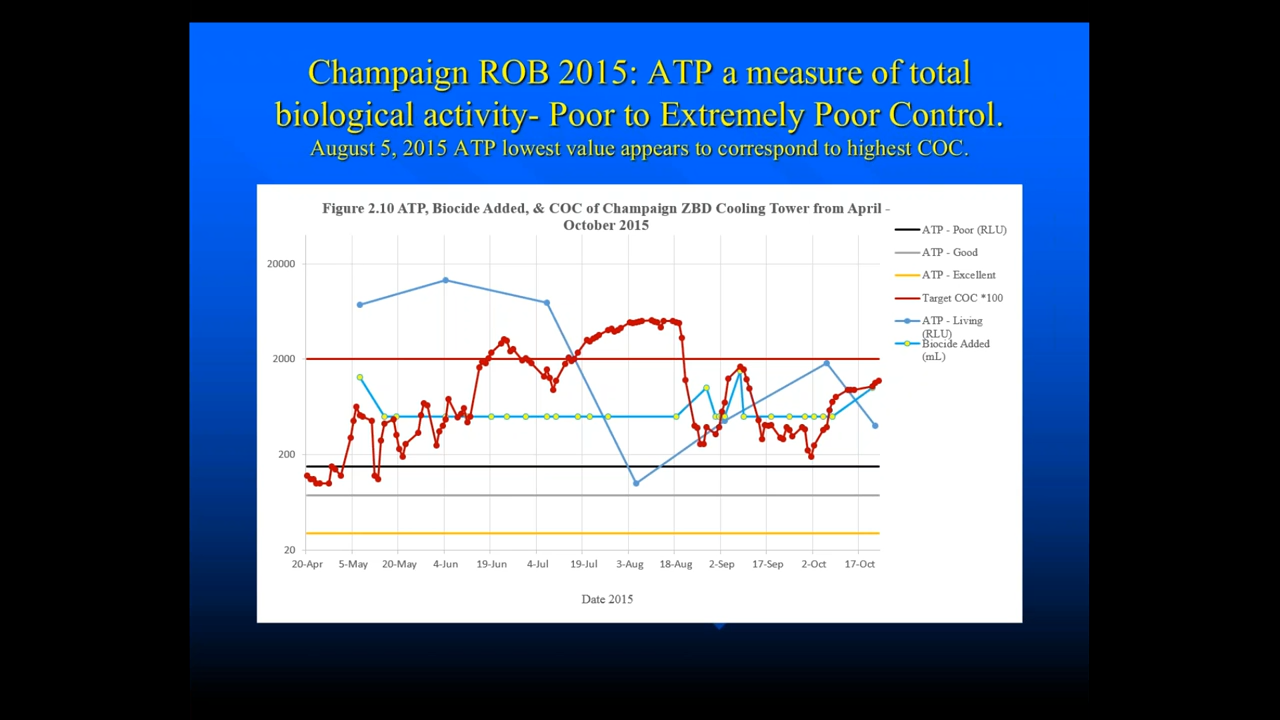 Champaign ROB 2015: ATP a measure of total
biological activity- Poor to Extremely Poor Control.
August 5, 2015 ATP lowest value appears to correspond to highest COC.
Figure 2.10 ATP, Biocide Added, & COC of Champaign ZBD Cooling Tower from April -
October 2015
ATP - Poor (RLU)
ATP - Good
ATP - Excellent
Target COC *100
ATP - Living
(RLU)
Biocide Added
(mL)
20000
2000
200
20
20-Apr 5-May 20-May 4-Jun 19-Jun 4-Jul 19-Jul 3-Aug 18-Aug 2-Sep 17-Sep 2-Oct 17-Oct
Date 2015